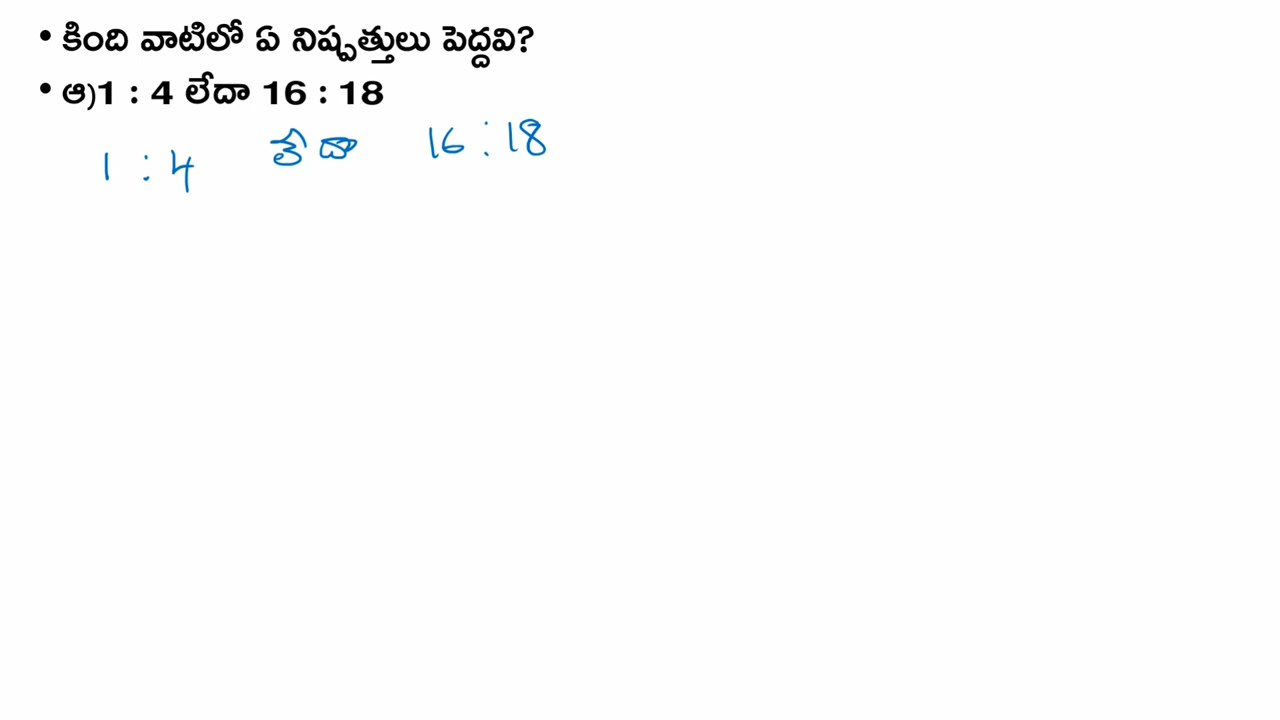 • కింది వాటిలో ఏ నిష్పత్తులు పెద్దవి?
• ఆ)1 : 4 లేదా 16 : 18
1 : 4 లేదా 16 : 18